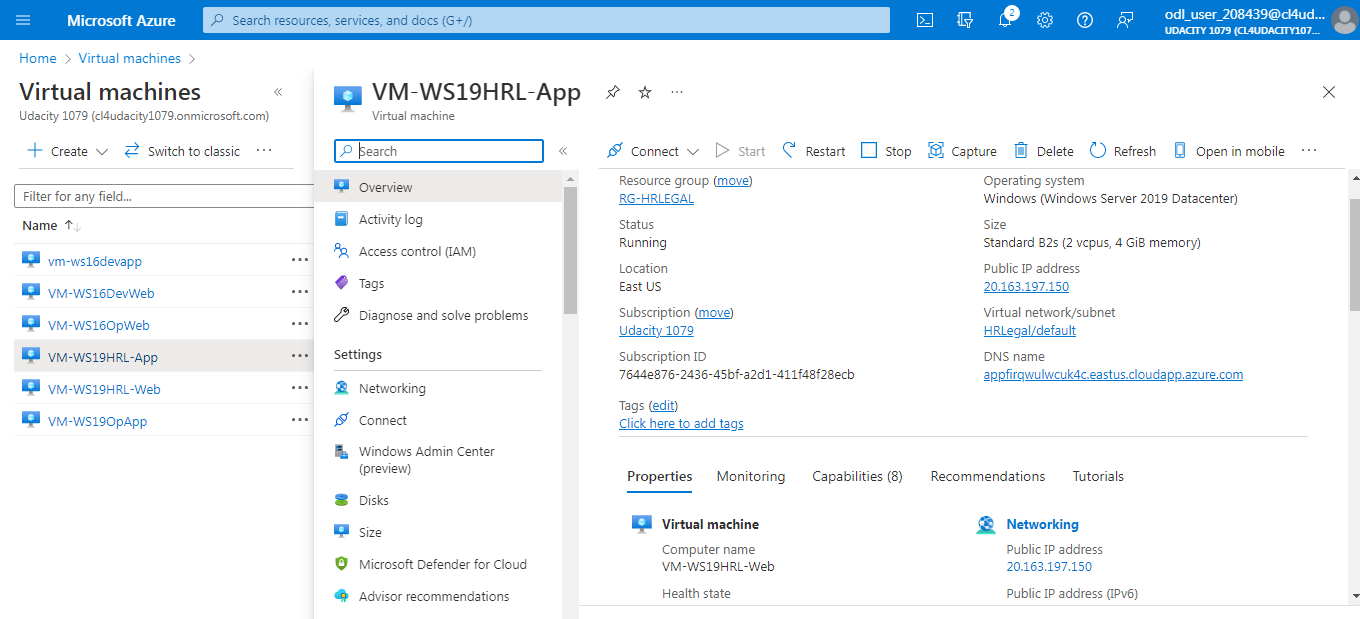 Microsoft Azure
Search resources, services, and docs (G+/)
2
odl_user_208439@cl4ud...
UDACITY 1079 (CL4UDACITY107...
Home > Virtual machines >
Virtual machines
«
Udacity 1079 (cl4udacity1079.onmicrosoft.com)
Create
Switch to classic
...
Filter for any field...
Name ↑↓
vm-ws16devapp ...
VM-WS16DevWeb ...
VM-WS16OpWeb ...
VM-WS19HRL-App ...
VM-WS19HRL-Web ...
VM-WS19OpApp ...
VM-WS19HRL-App
...
Virtual machine
Search
«
Overview
Activity log
Access control (IAM)
Tags
Diagnose and solve problems
Settings
Networking
Connect
Windows Admin Center
(preview)
Disks
Size
Microsoft Defender for Cloud
Advisor recommendations
Connect
Start
Restart
Stop
Capture
Delete
Refresh
Open in mobile
...
Resource group (move)
RG-HRLEGAL
Status
Running
Location
East US
Subscription (move)
Udacity 1079
Subscription ID
7644e876-2436-45bf-a2d1-411f48f28ecb
Tags (edit)
Click here to add tags
Operating system
Windows (Windows Server 2019 Datacenter)
Size
Standard B2s (2 vcpus, 4 GiB memory)
Public IP address
20.163.197.150
Virtual network/subnet
HRLegal/default
DNS name
appfirqwulwcuk4c.eastus.cloudapp.azure.com
Properties
Monitoring
Capabilities (8)
Recommendations
Tutorials
Virtual machine
Computer name
VM-WS19HRL-Web
Health state
Networking
Public IP address
20.163.197.150
Public IP address (IPv6)